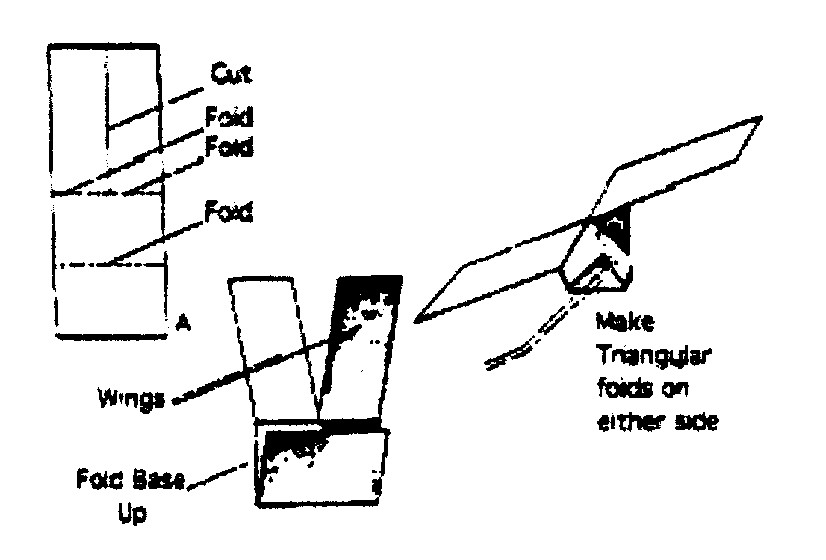 Cut
Fold
Fold
Fold
A
Wings
Fold Base
Up
Make
Triangular
folds on
either side